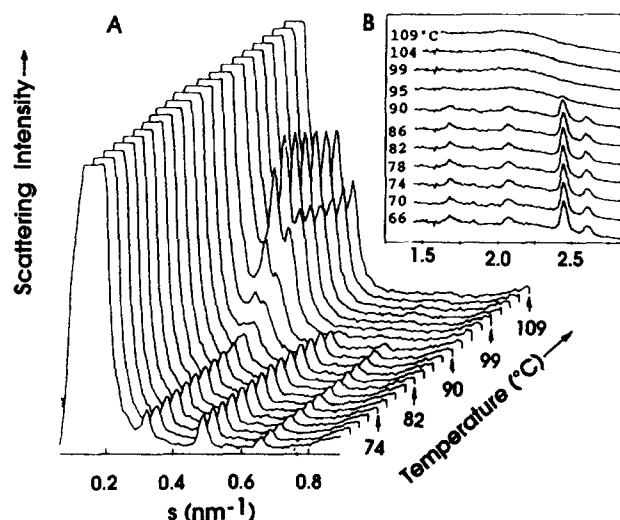 A
B
Scattering Intensity →
109°C
104
99
95
90
86
82
78
74
70
66
1.5 2.0 2.5
109
99
90
82
74
Temperature (°C) →
0.2 0.4 0.6 0.8
s (nm-1)